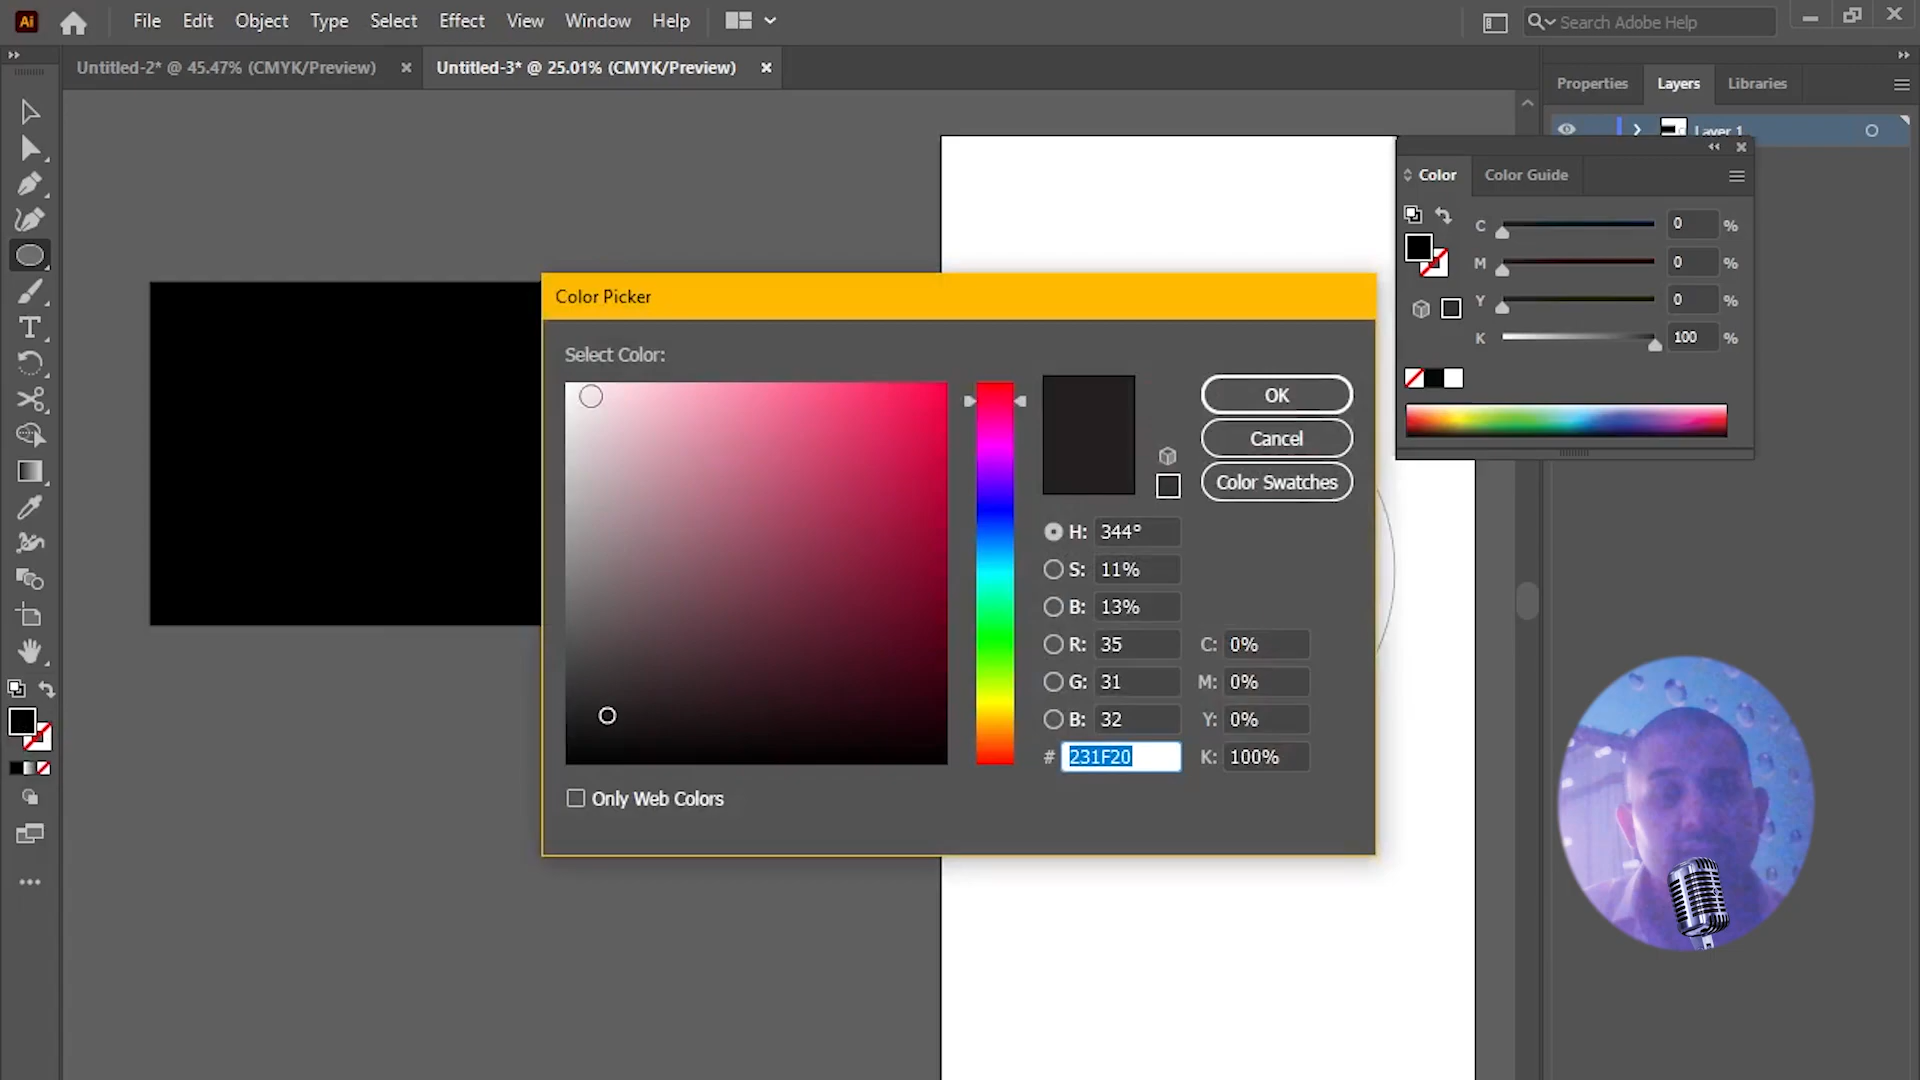 Ai File Edit Object Type Select Effect View Window Help Search Adobe Help
Untitled-2* @ 45.47% (CMYK/Preview) Untitled-3* @ 25.01% (CMYK/Preview)
Properties Layers Libraries
Layer 1
Color Color Guide
C 0 %
M 0 %
Y 0 %
K 100 %
Color Picker
Select Color:
OK
Cancel
Color Swatches
H: 344°
S: 11%
B: 13%
R: 35 C: 0%
G: 31 M: 0%
B: 32 Y: 0%
# 231F20 K: 100%
Only Web Colors